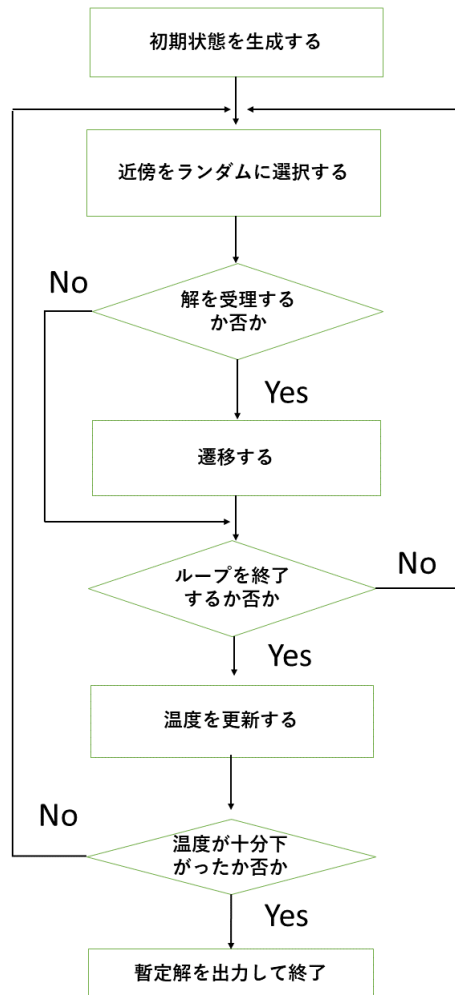 初期状態を生成する
近傍をランダムに選択する
No
解を受理する
か否か
Yes
遷移する
ループを終了
するか否か
No
Yes
温度を更新する
No
温度が十分下
がったか否か
Yes
暫定解を出力して終了